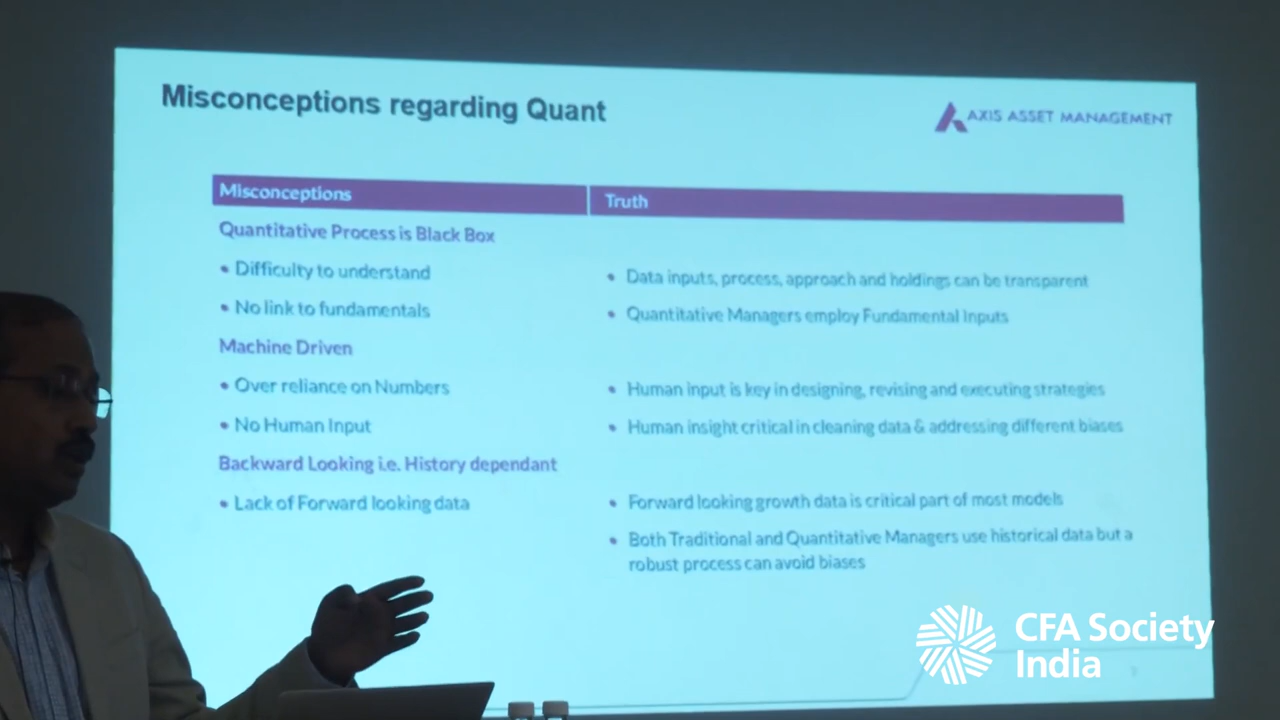 Misconceptions regarding Quant
AXIS ASSET MANAGEMENT
Misconceptions
Truth
Quantitative Process is Black Box
• Difficulty to understand
• Data inputs, process, approach and holdings can be transparent
• No link to fundamentals
• Quantitative Managers employ Fundamental Inputs
Machine Driven
• Over reliance on Numbers
• Human input is key in designing, revising and executing strategies
• No Human Input
• Human insight critical in cleaning data & addressing different biases
Backward Looking i.e. History dependant
• Lack of Forward looking data
• Forward looking growth data is critical part of most models
• Both Traditional and Quantitative Managers use historical data but a
robust process can avoid biases
CFA Society
India